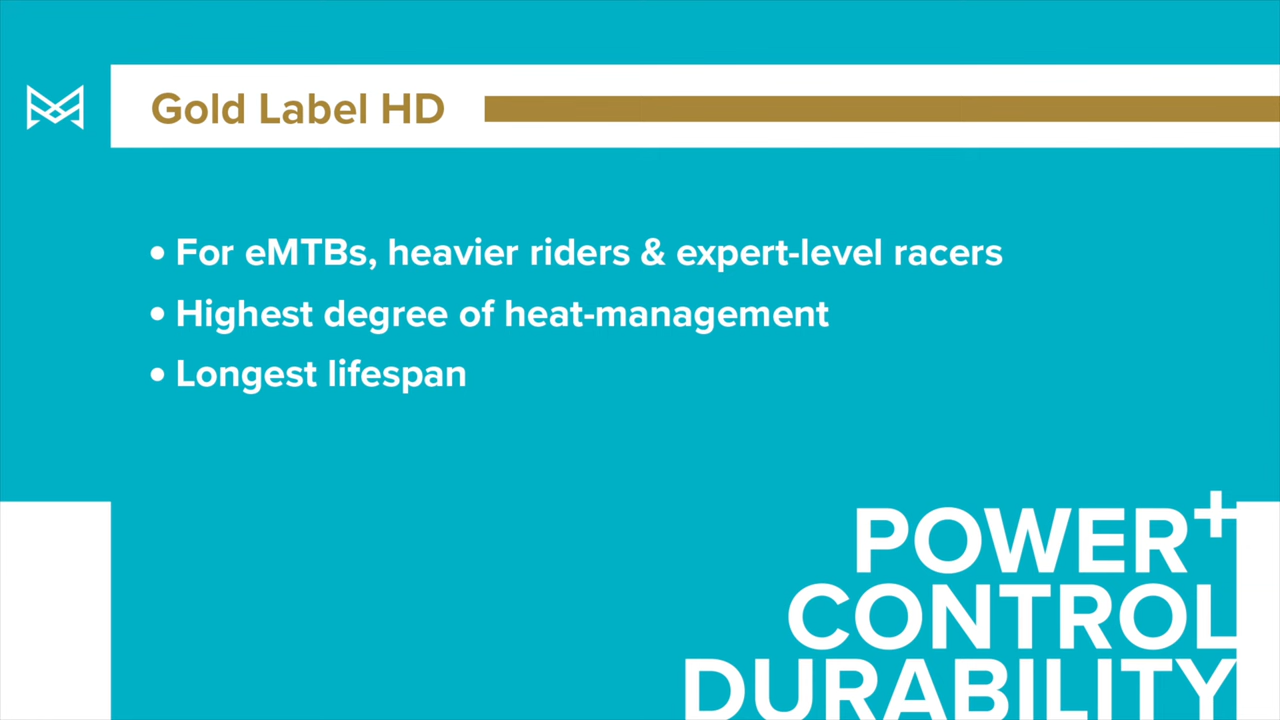 Gold Label HD
• For eMTBs, heavier riders & expert-level racers
• Highest degree of heat-management
• Longest lifespan
POWER+
CONTROL
DURABILITY